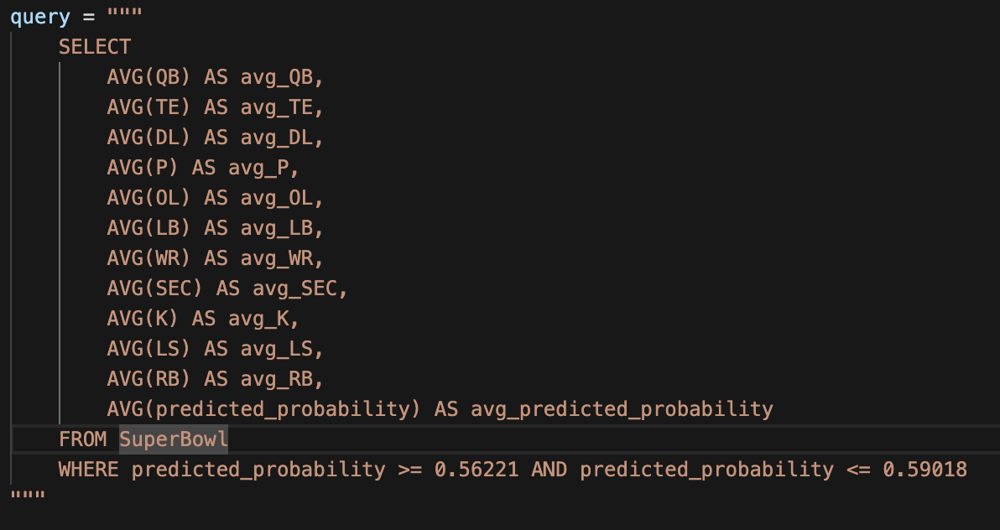 query = """
SELECT
AVG(QB) AS avg_QB,
AVG(TE) AS avg_TE,
AVG(DL) AS avg_DL,
AVG(P) AS avg_P,
AVG(OL) AS avg_OL,
AVG(LB) AS avg_LB,
AVG(WR) AS avg_WR,
AVG(SEC) AS avg_SEC,
AVG(K) AS avg_K,
AVG(LS) AS avg_LS,
AVG(RB) AS avg_RB,
AVG(predicted_probability) AS avg_predicted_probability
FROM SuperBowl
WHERE predicted_probability >= 0.56221 AND predicted_probability <= 0.59018
"""